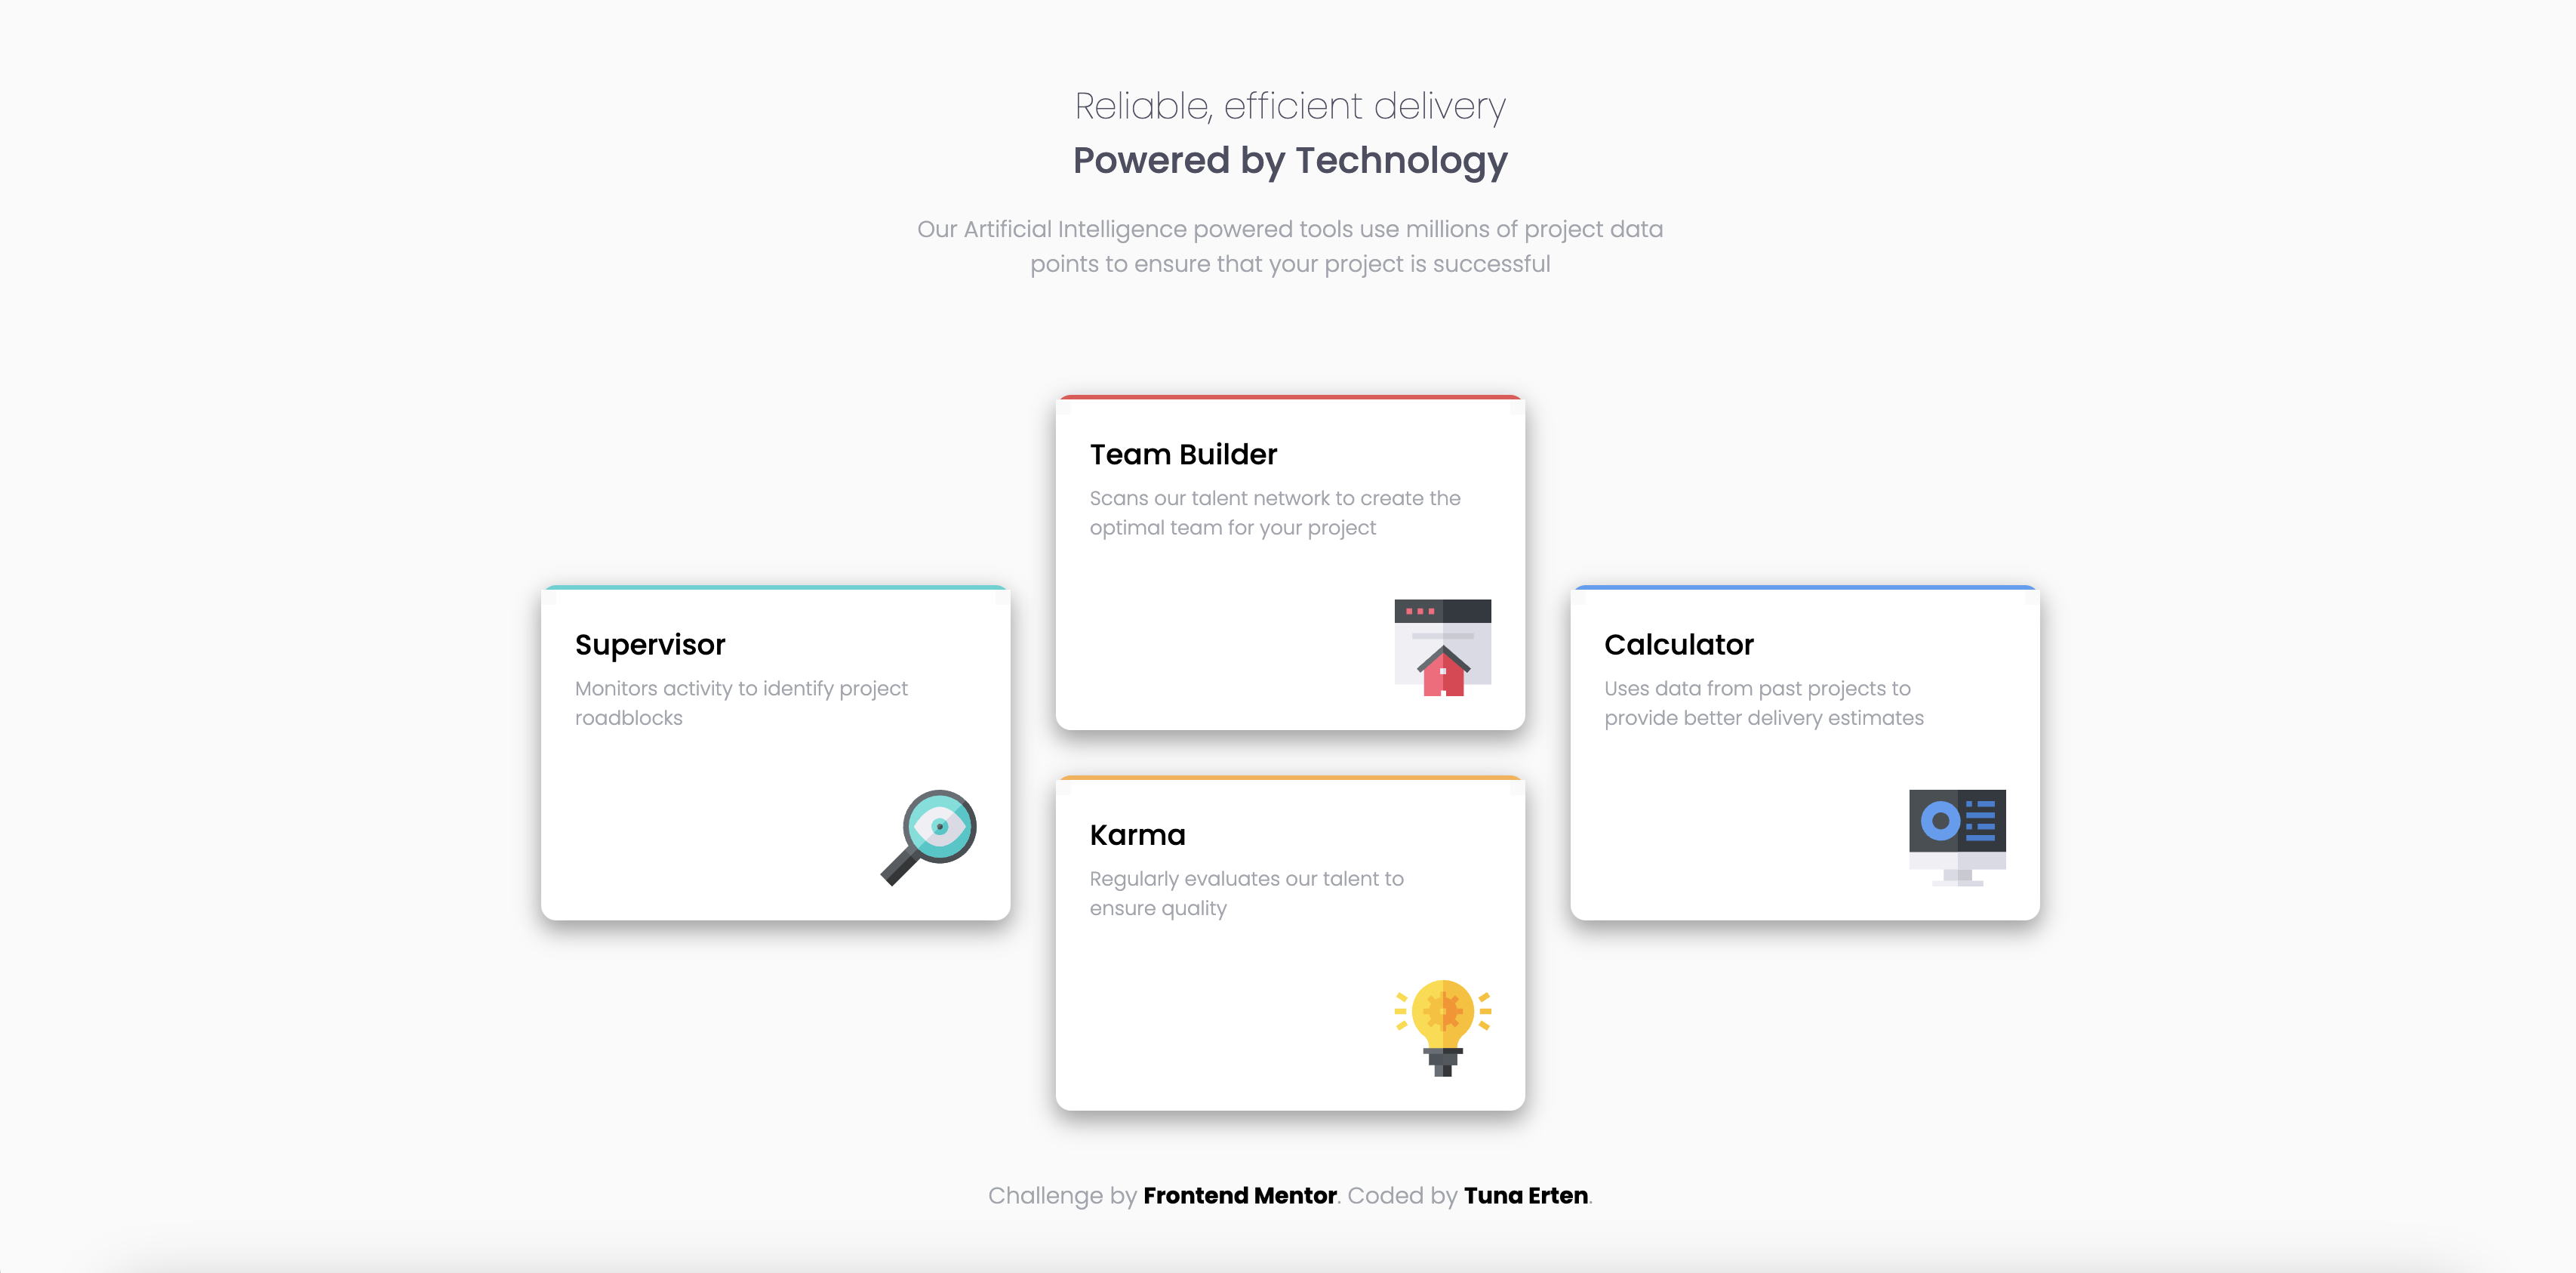 Reliable, efficient delivery
Powered by Technology
Our Artificial Intelligence powered tools use millions of project data
points to ensure that your project is successful
Supervisor
Monitors activity to identify project
roadblocks
Team Builder
Scans our talent network to create the
optimal team for your project
Karma
Regularly evaluates our talent to
ensure quality
Calculator
Uses data from past projects to
provide better delivery estimates
Challenge by Frontend Mentor. Coded by Tuna Erten.